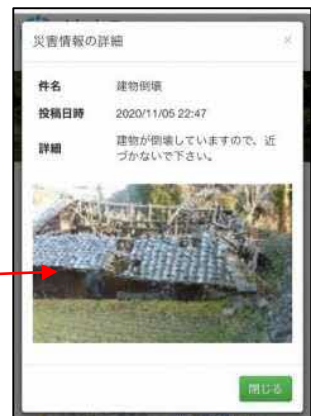 災害情報の詳細 ×
件名 建物倒壊
投稿日時 2020/11/05 22:47
詳細 建物が倒壊していますので、近
づかないで下さい。
閉じる